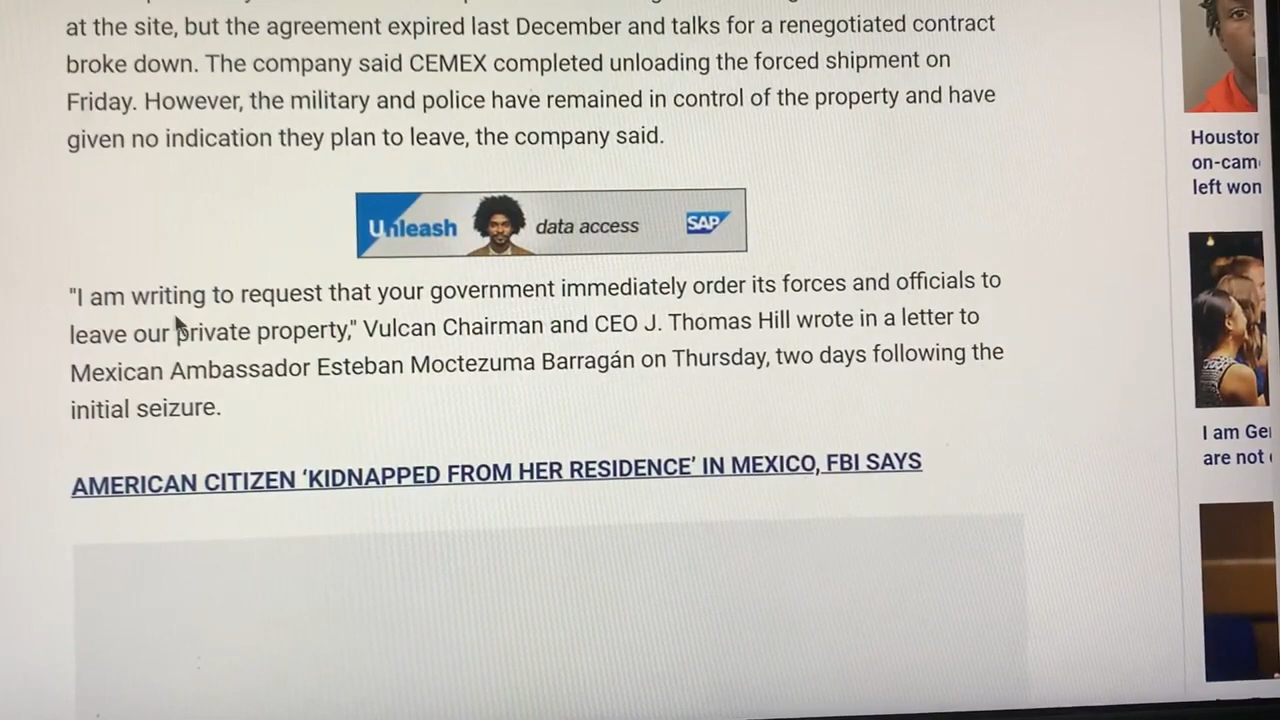 at the site, but the agreement expired last December and talks for a renegotiated contract
broke down. The company said CEMEX completed unloading the forced shipment on
Friday. However, the military and police have remained in control of the property and have
given no indication they plan to leave, the company said.
Unleash data access SAP
"I am writing to request that your government immediately order its forces and officials to
leave our private property," Vulcan Chairman and CEO J. Thomas Hill wrote in a letter to
Mexican Ambassador Esteban Moctezuma Barragán on Thursday, two days following the
initial seizure.
AMERICAN CITIZEN ‘KIDNAPPED FROM HER RESIDENCE’ IN MEXICO, FBI SAYS
Houston
on-cam
left won
I am Ge
are not